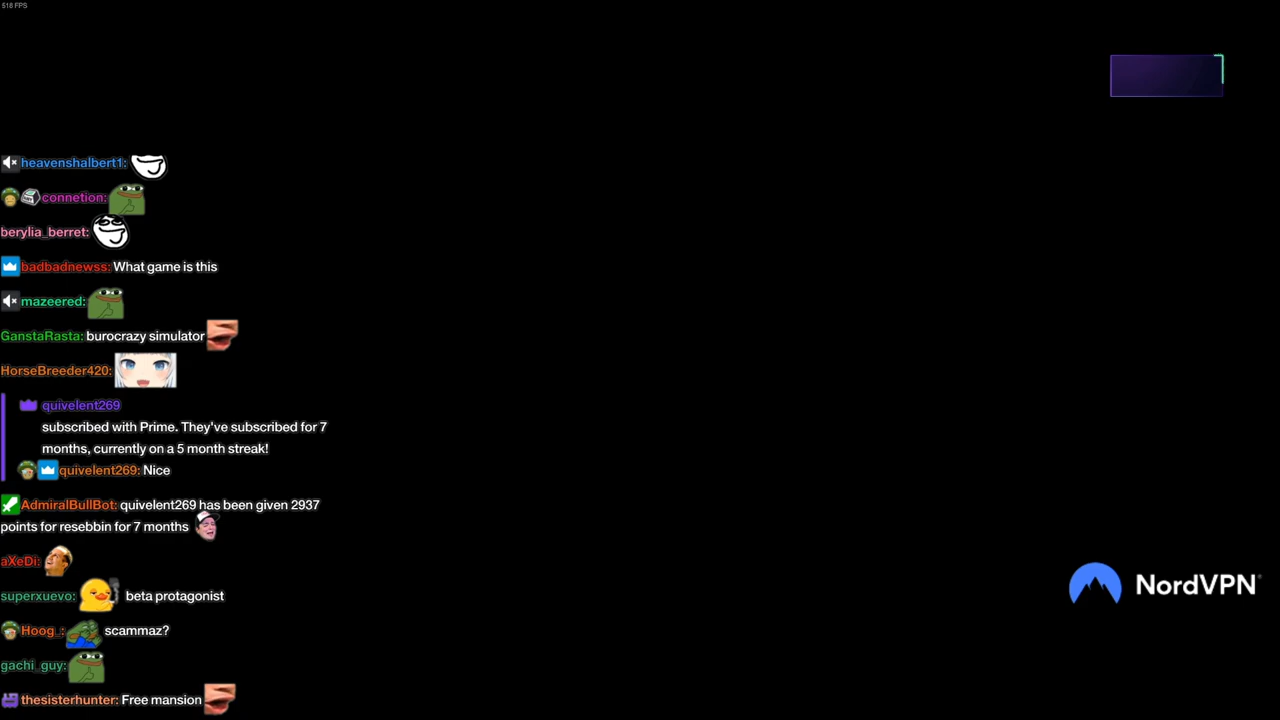 518 FPS
heavenshalbert1:
connetion:
berylia_berret:
badbadnewss: What game is this
mazeered:
GanstaRasta: burocrazy simulator
HorseBreeder420:
quivelent269
subscribed with Prime. They've subscribed for 7
months, currently on a 5 month streak!
quivelent269: Nice
AdmiralBullBot: quivelent269 has been given 2937
points for resebbin for 7 months
aXeDi:
superxuevo: beta protagonist
Hoog_: scammaz?
gachi_guy:
thesisterhunter: Free mansion
NordVPN®